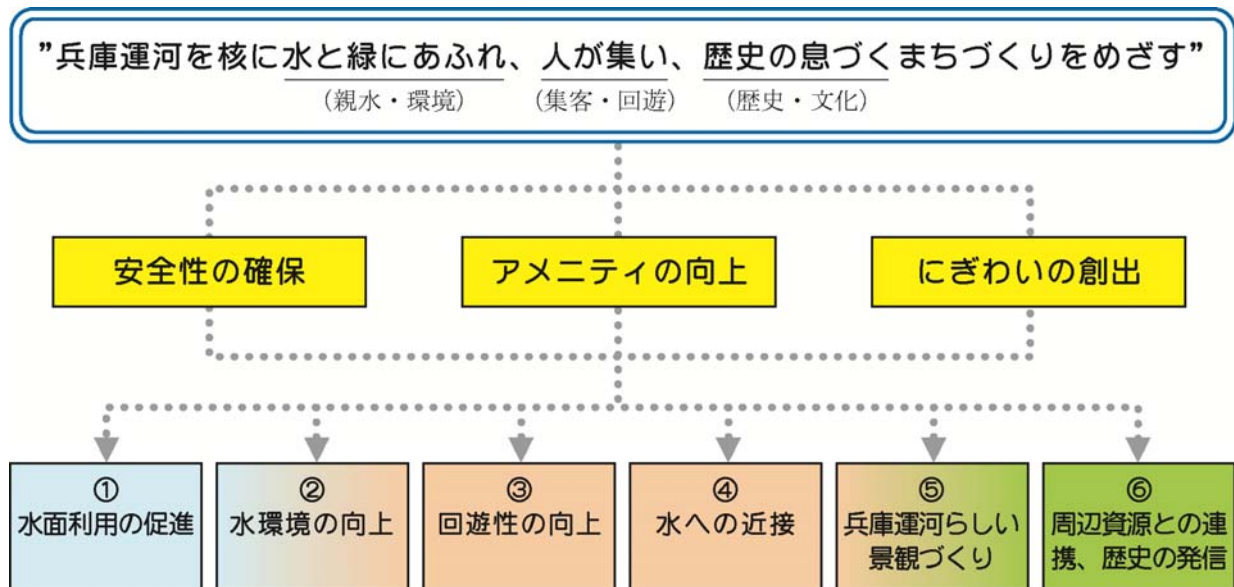 ”兵庫運河を核に水と緑にあふれ、人が集い、歴史の息づくまちづくりをめざす”
（親水・環境） （集客・回遊） （歴史・文化）
安全性の確保
アメニティの向上
にぎわいの創出
①
水面利用の促進
②
水環境の向上
③
回遊性の向上
④
水への近接
⑤
兵庫運河らしい
景観づくり
⑥
周辺資源との連
携、歴史の発信